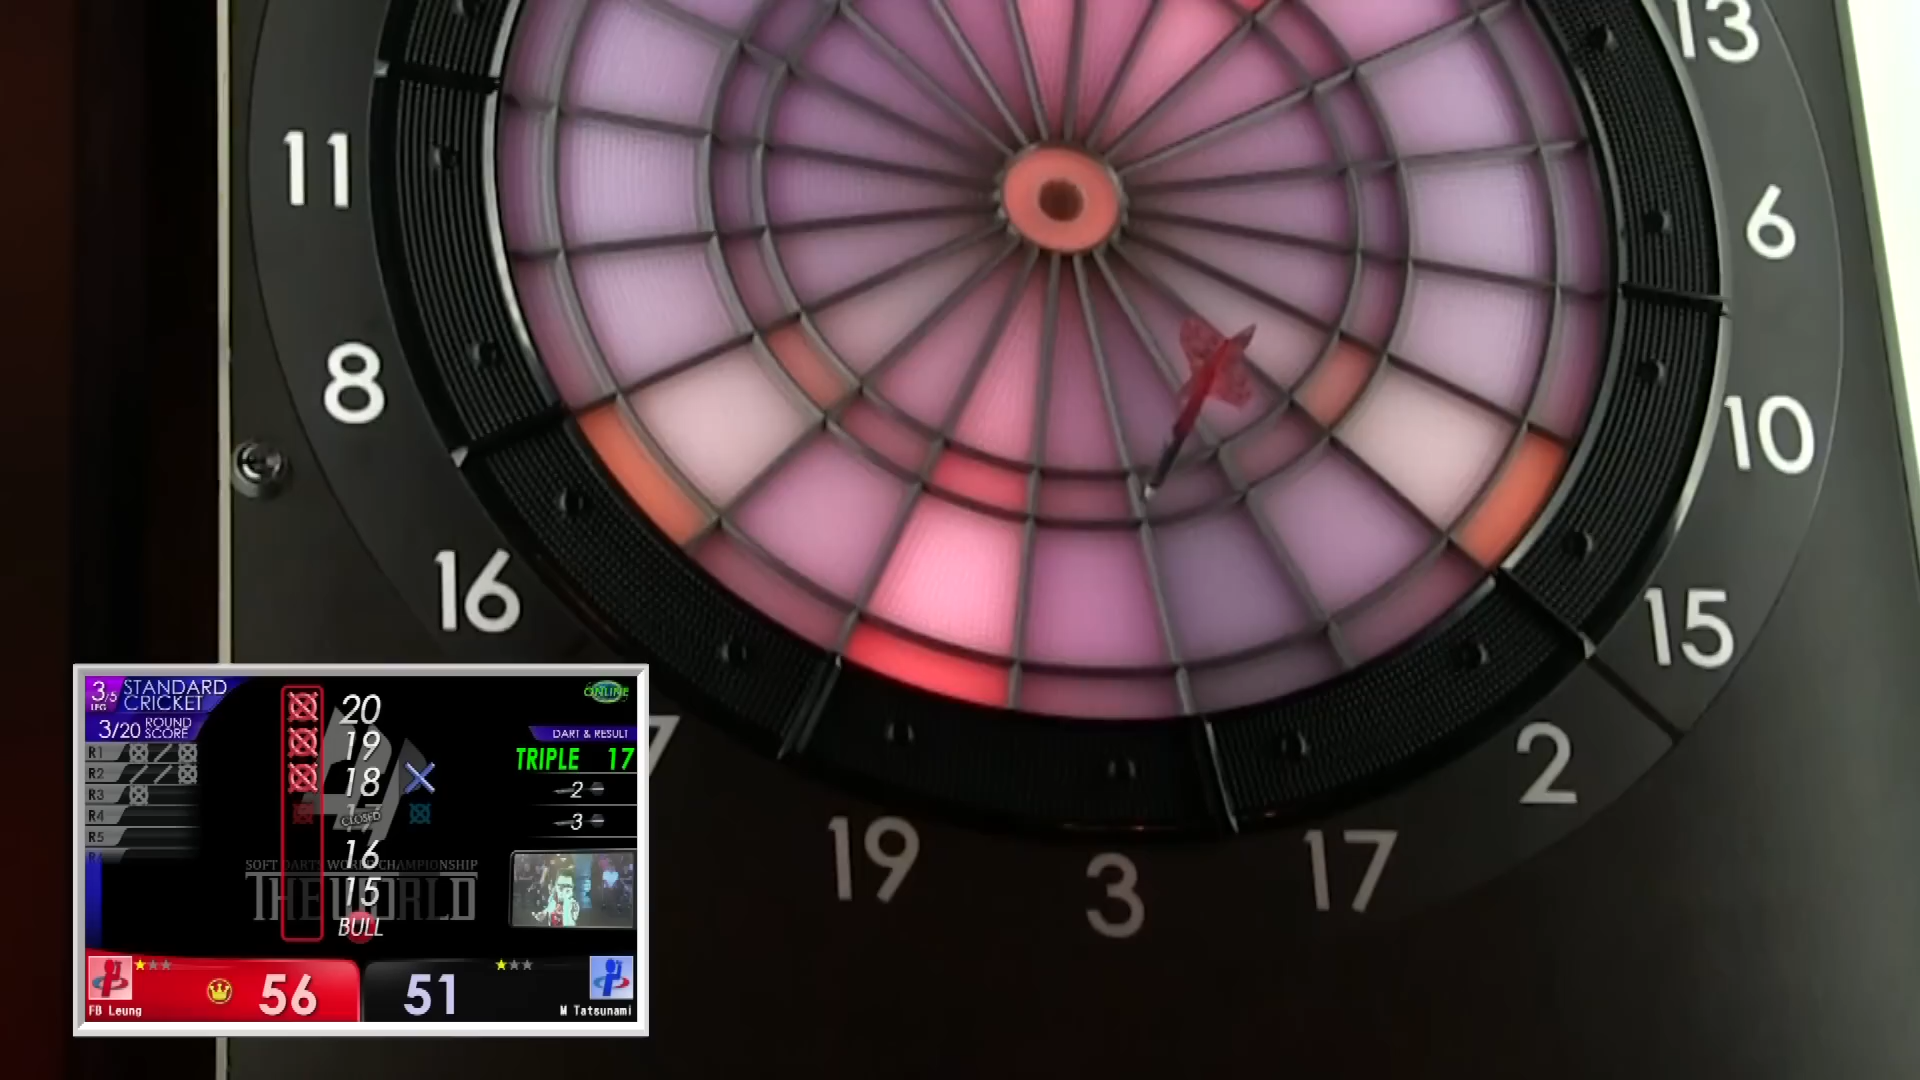 13
11
6
8
10
16
15
7
2
19
17
3
3/5
LEG
STANDARD
CRICKET
3/20 ROUND
SCORE
R1
R2
R3
R4
R5
20
19
18
CLOSED
16
15
BULL
ONLINE
DART & RESULT
TRIPLE 17
2
3
SOFT DARTS WORLD CHAMPIONSHIP
THE WORLD
56
51
FB Leung
M Tatsunami